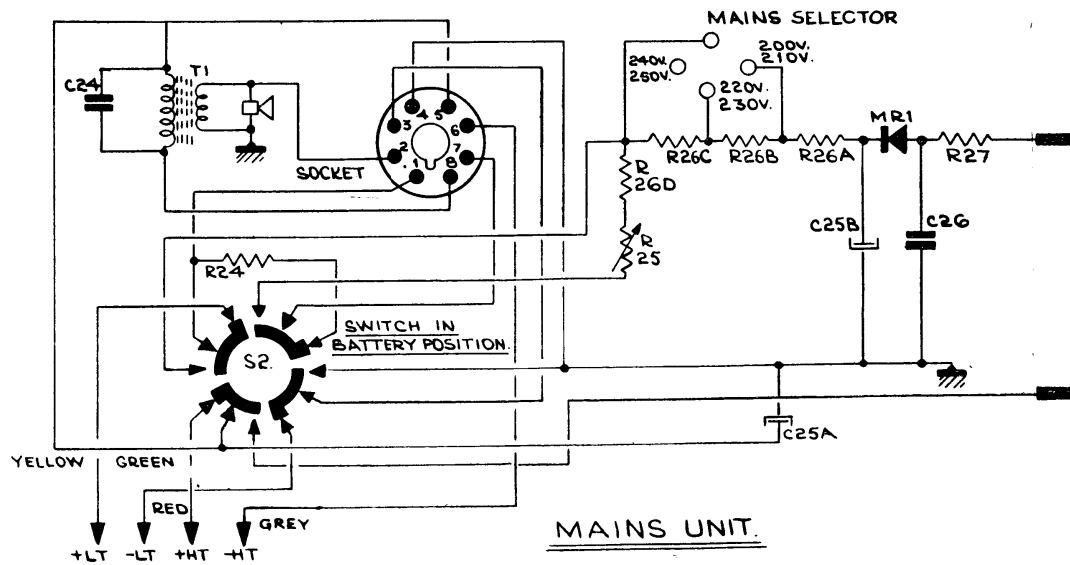 MAINS SELECTOR
C24
T1
240V.
250V.
200V.
210V.
220V.
230V.
MR1
4
5
3
6
2
7
.1
8
SOCKET
R26C
R26B
R26A
R27
R
26D
R
25
C25B
C26
R24
SWITCH IN
BATTERY POSITION.
S2.
C25A
YELLOW
GREEN
RED
GREY
+LT
-LT
+HT
-HT
MAINS UNIT.